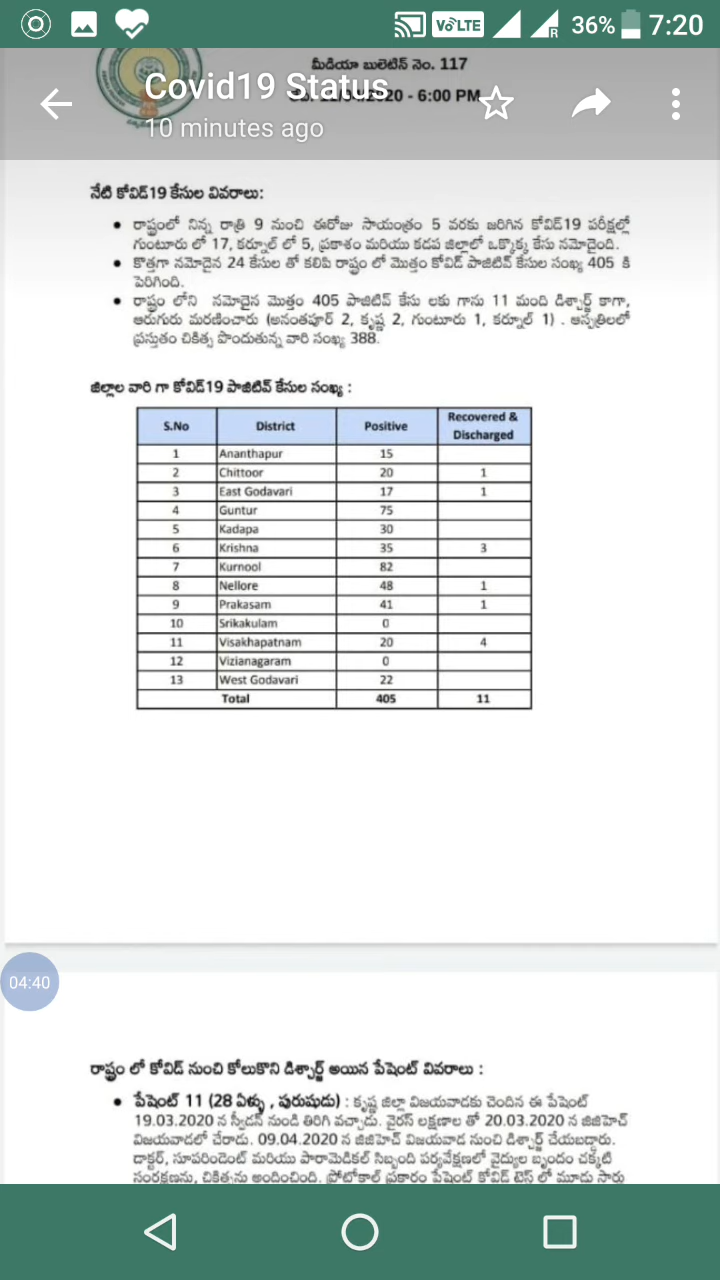 VoLTE R 36% 7:20
మీడియా బులెటిన్ నెం. 117
Covid19 Status
2020 - 6:00 PM
10 minutes ago
నేటి కోవిడ్19 కేసుల వివరాలు:
• రాష్ట్రంలో నిన్న రాత్రి 9 నుంచి ఈరోజు సాయంత్రం 5 వరకు జరిగిన కోవిడ్19 పరీక్షల్లో
గుంటూరు లో 17, కర్నూల్ లో 5, ప్రకాశం మరియు కడప జిల్లాలో ఒక్కొక్క కేసు నమోదైంది.
• కొత్తగా నమోదైన 24 కేసుల తో కలిపి రాష్ట్రం లో మొత్తం కోవిడ్ పాజిటివ్ కేసుల సంఖ్య 405 కి
పెరిగింది.
• రాష్ట్రం లోని నమోదైన మొత్తం 405 పాజిటివ్ కేసు లకు గాను 11 మంది డిశ్చార్జ్ కాగా,
ఆరుగురు మరణించారు (అనంతపూర్ 2, కృష్ణ 2, గుంటూరు 1, కర్నూల్ 1) . ఆస్పత్రిలలో
ప్రస్తుతం చికిత్స పొందుతున్న వారి సంఖ్య 388.
జిల్లాల వారి గా కోవిడ్19 పాజిటివ్ కేసుల సంఖ్య :
S.No District Positive Recovered & Discharged
1 Ananthapur 15
2 Chittoor 20 1
3 East Godavari 17 1
4 Guntur 75
5 Kadapa 30
6 Krishna 35 3
7 Kurnool 82
8 Nellore 48 1
9 Prakasam 41 1
10 Srikakulam 0
11 Visakhapatnam 20 4
12 Vizianagaram 0
13 West Godavari 22
Total 405 11
04:40
రాష్ట్రం లో కోవిడ్ నుంచి కోలుకొని డిశ్చార్జ్ అయిన పేషెంట్ వివరాలు :
• పేషెంట్ 11 (28 ఏళ్ళు , పురుషుడు) : కృష్ణ జిల్లా విజయవాడకు చెందిన ఈ పేషెంట్
19.03.2020 న స్వీడన్ నుండి తిరిగి వచ్చాడు. వైరస్ లక్షణాల తో 20.03.2020 న జిజిహెచ్
విజయవాడలో చేరాడు. 09.04.2020 న జిజిహెచ్ విజయవాడ నుంచి డిశ్చార్జ్ చేయబడ్డారు.
డాక్టర్, సూపరిండెంట్ మరియు పారామెడికల్ సిబ్బంది పర్యవేక్షణలో వైద్యుల బృందం చక్కటి
సంరక్షణను, చికిత్సను అందించింది. ప్రోటోకాల్ ప్రకారం పేషెంట్ కోవిడ్ టెస్ట్ లో మూడు సార్లు